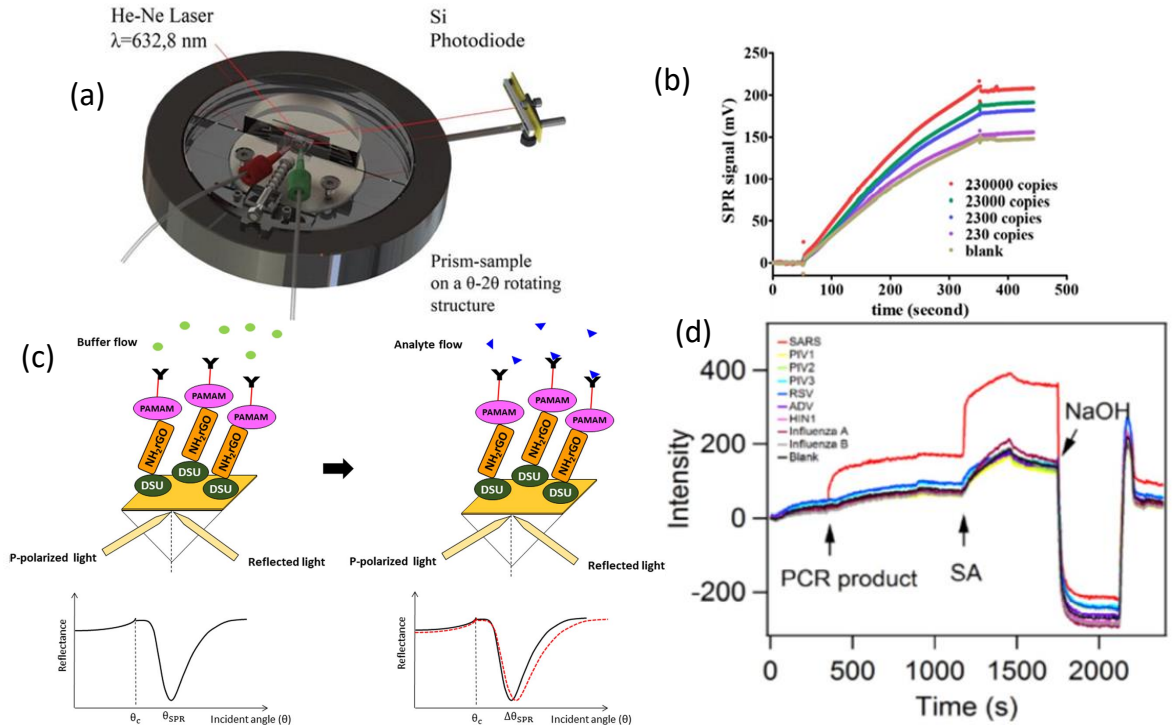 (a)
He-Ne Laser
λ=632,8 nm
Si
Photodiode
Prism-sample
on a θ-2θ rotating
structure
(b)
SPR signal (mV)
250
200
150
100
50
0
230000 copies
23000 copies
2300 copies
230 copies
blank
0
100
200
300
400
500
time (second)
(c)
Buffer flow
Y
Y
Y
PAMAM
PAMAM
PAMAM
NH₂rGO
NH₂rGO
NH₂rGO
DSU
DSU
DSU
P-polarized light
Reflected light
Reflectance
θc
θSPR
Incident angle (θ)
Analyte flow
Y
Y
Y
PAMAM
PAMAM
PAMAM
NH₂rGO
NH₂rGO
NH₂rGO
DSU
DSU
DSU
P-polarized light
Reflected light
Reflectance
θc
ΔθSPR
Incident angle (θ)
(d)
Intensity
400
200
0
-200
SARS
PIV1
PIV2
PIV3
RSV
ADV
HIN1
Influenza A
Influenza B
Blank
NaOH
PCR product
SA
0
500
1000
1500
2000
Time (s)